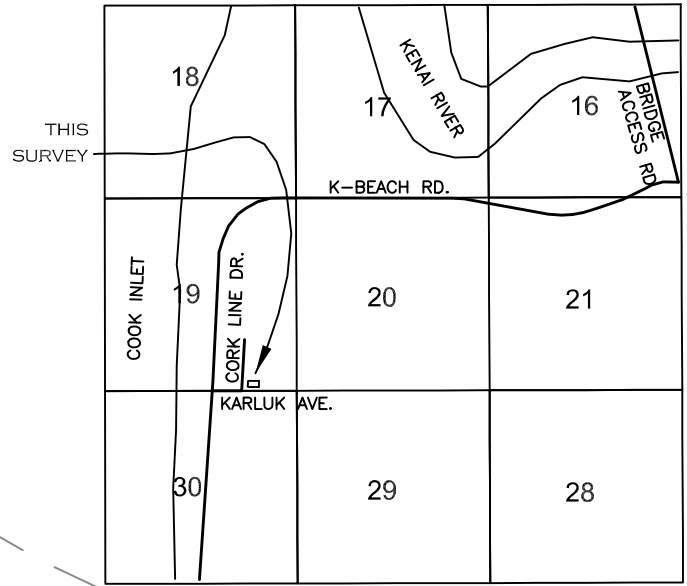 18
17
16
KENAI RIVER
BRIDGE
ACCESS RD
THIS
SURVEY
K-BEACH RD.
COOK INLET
19
CORK LINE DR.
20
21
KARLUK AVE.
30
29
28